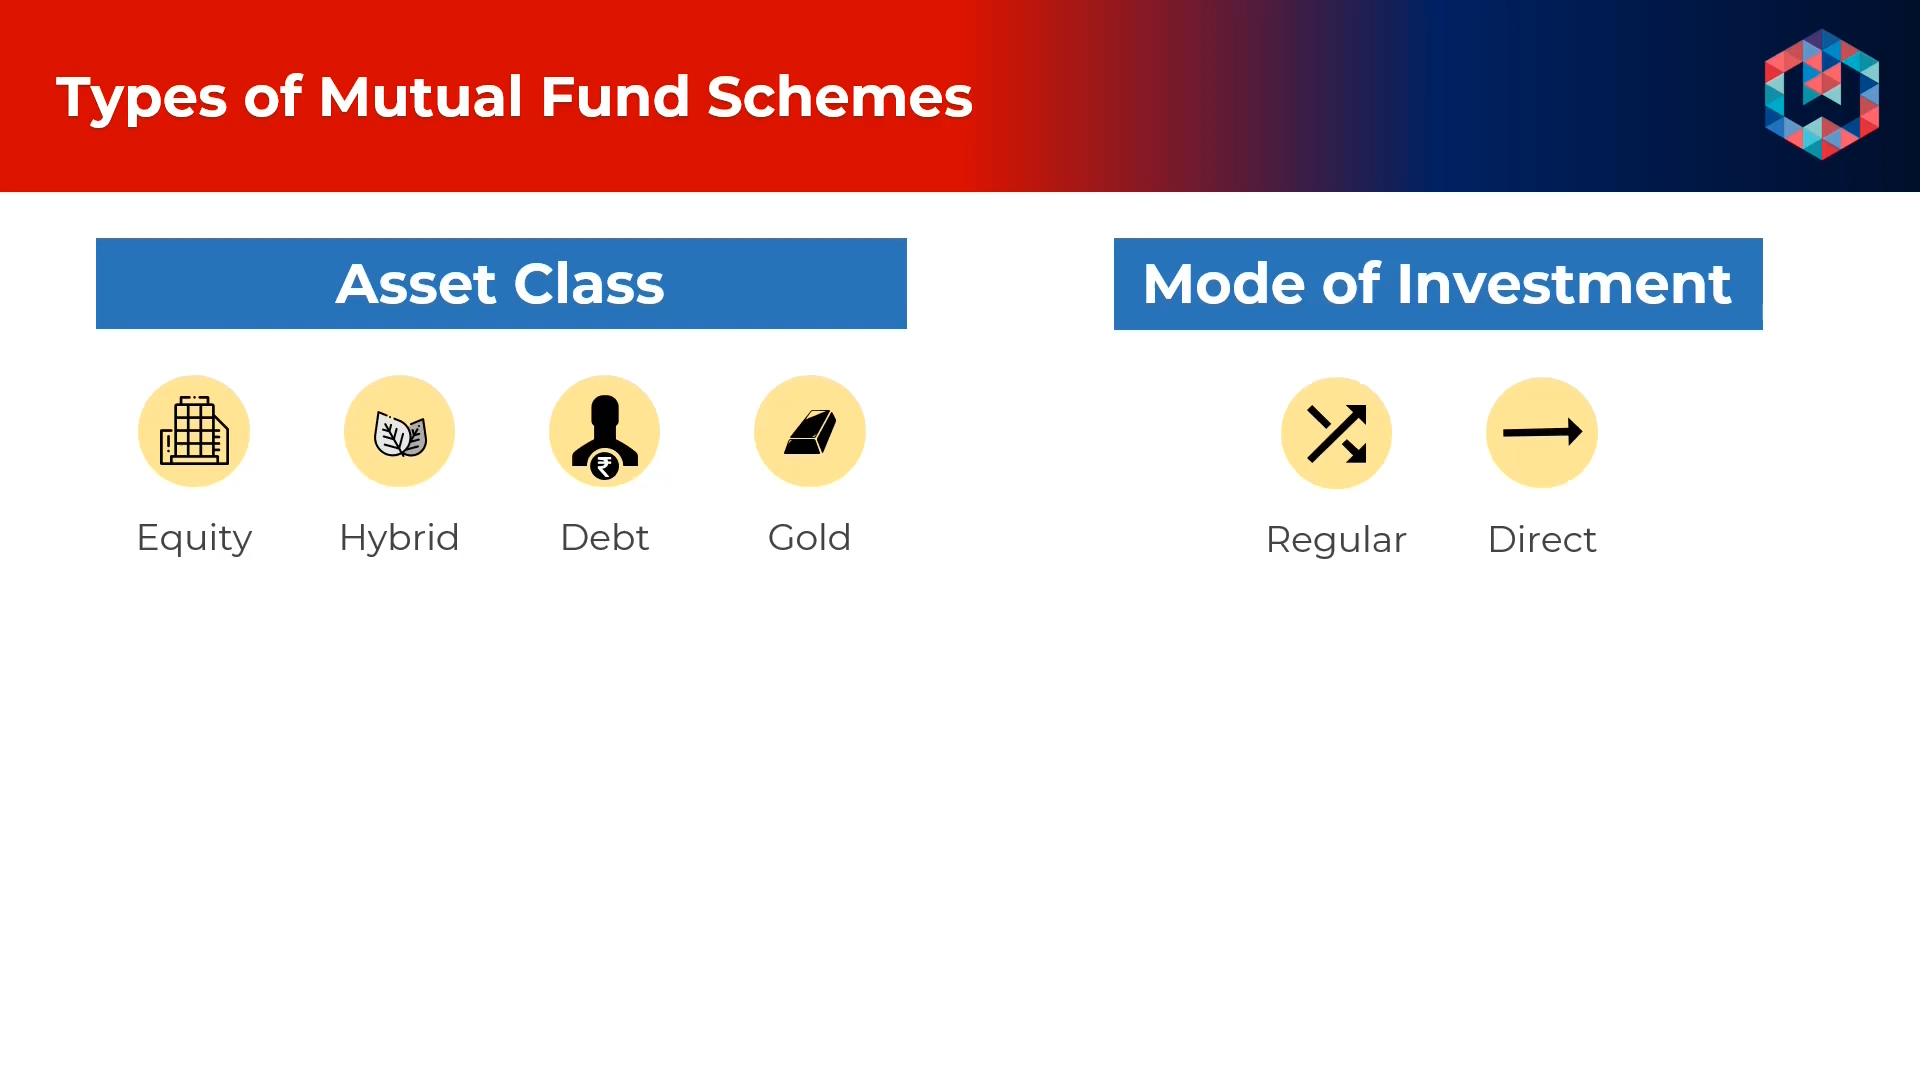 Types of Mutual Fund Schemes
Asset Class
Mode of Investment
₹
Equity
Hybrid
Debt
Gold
Regular
Direct